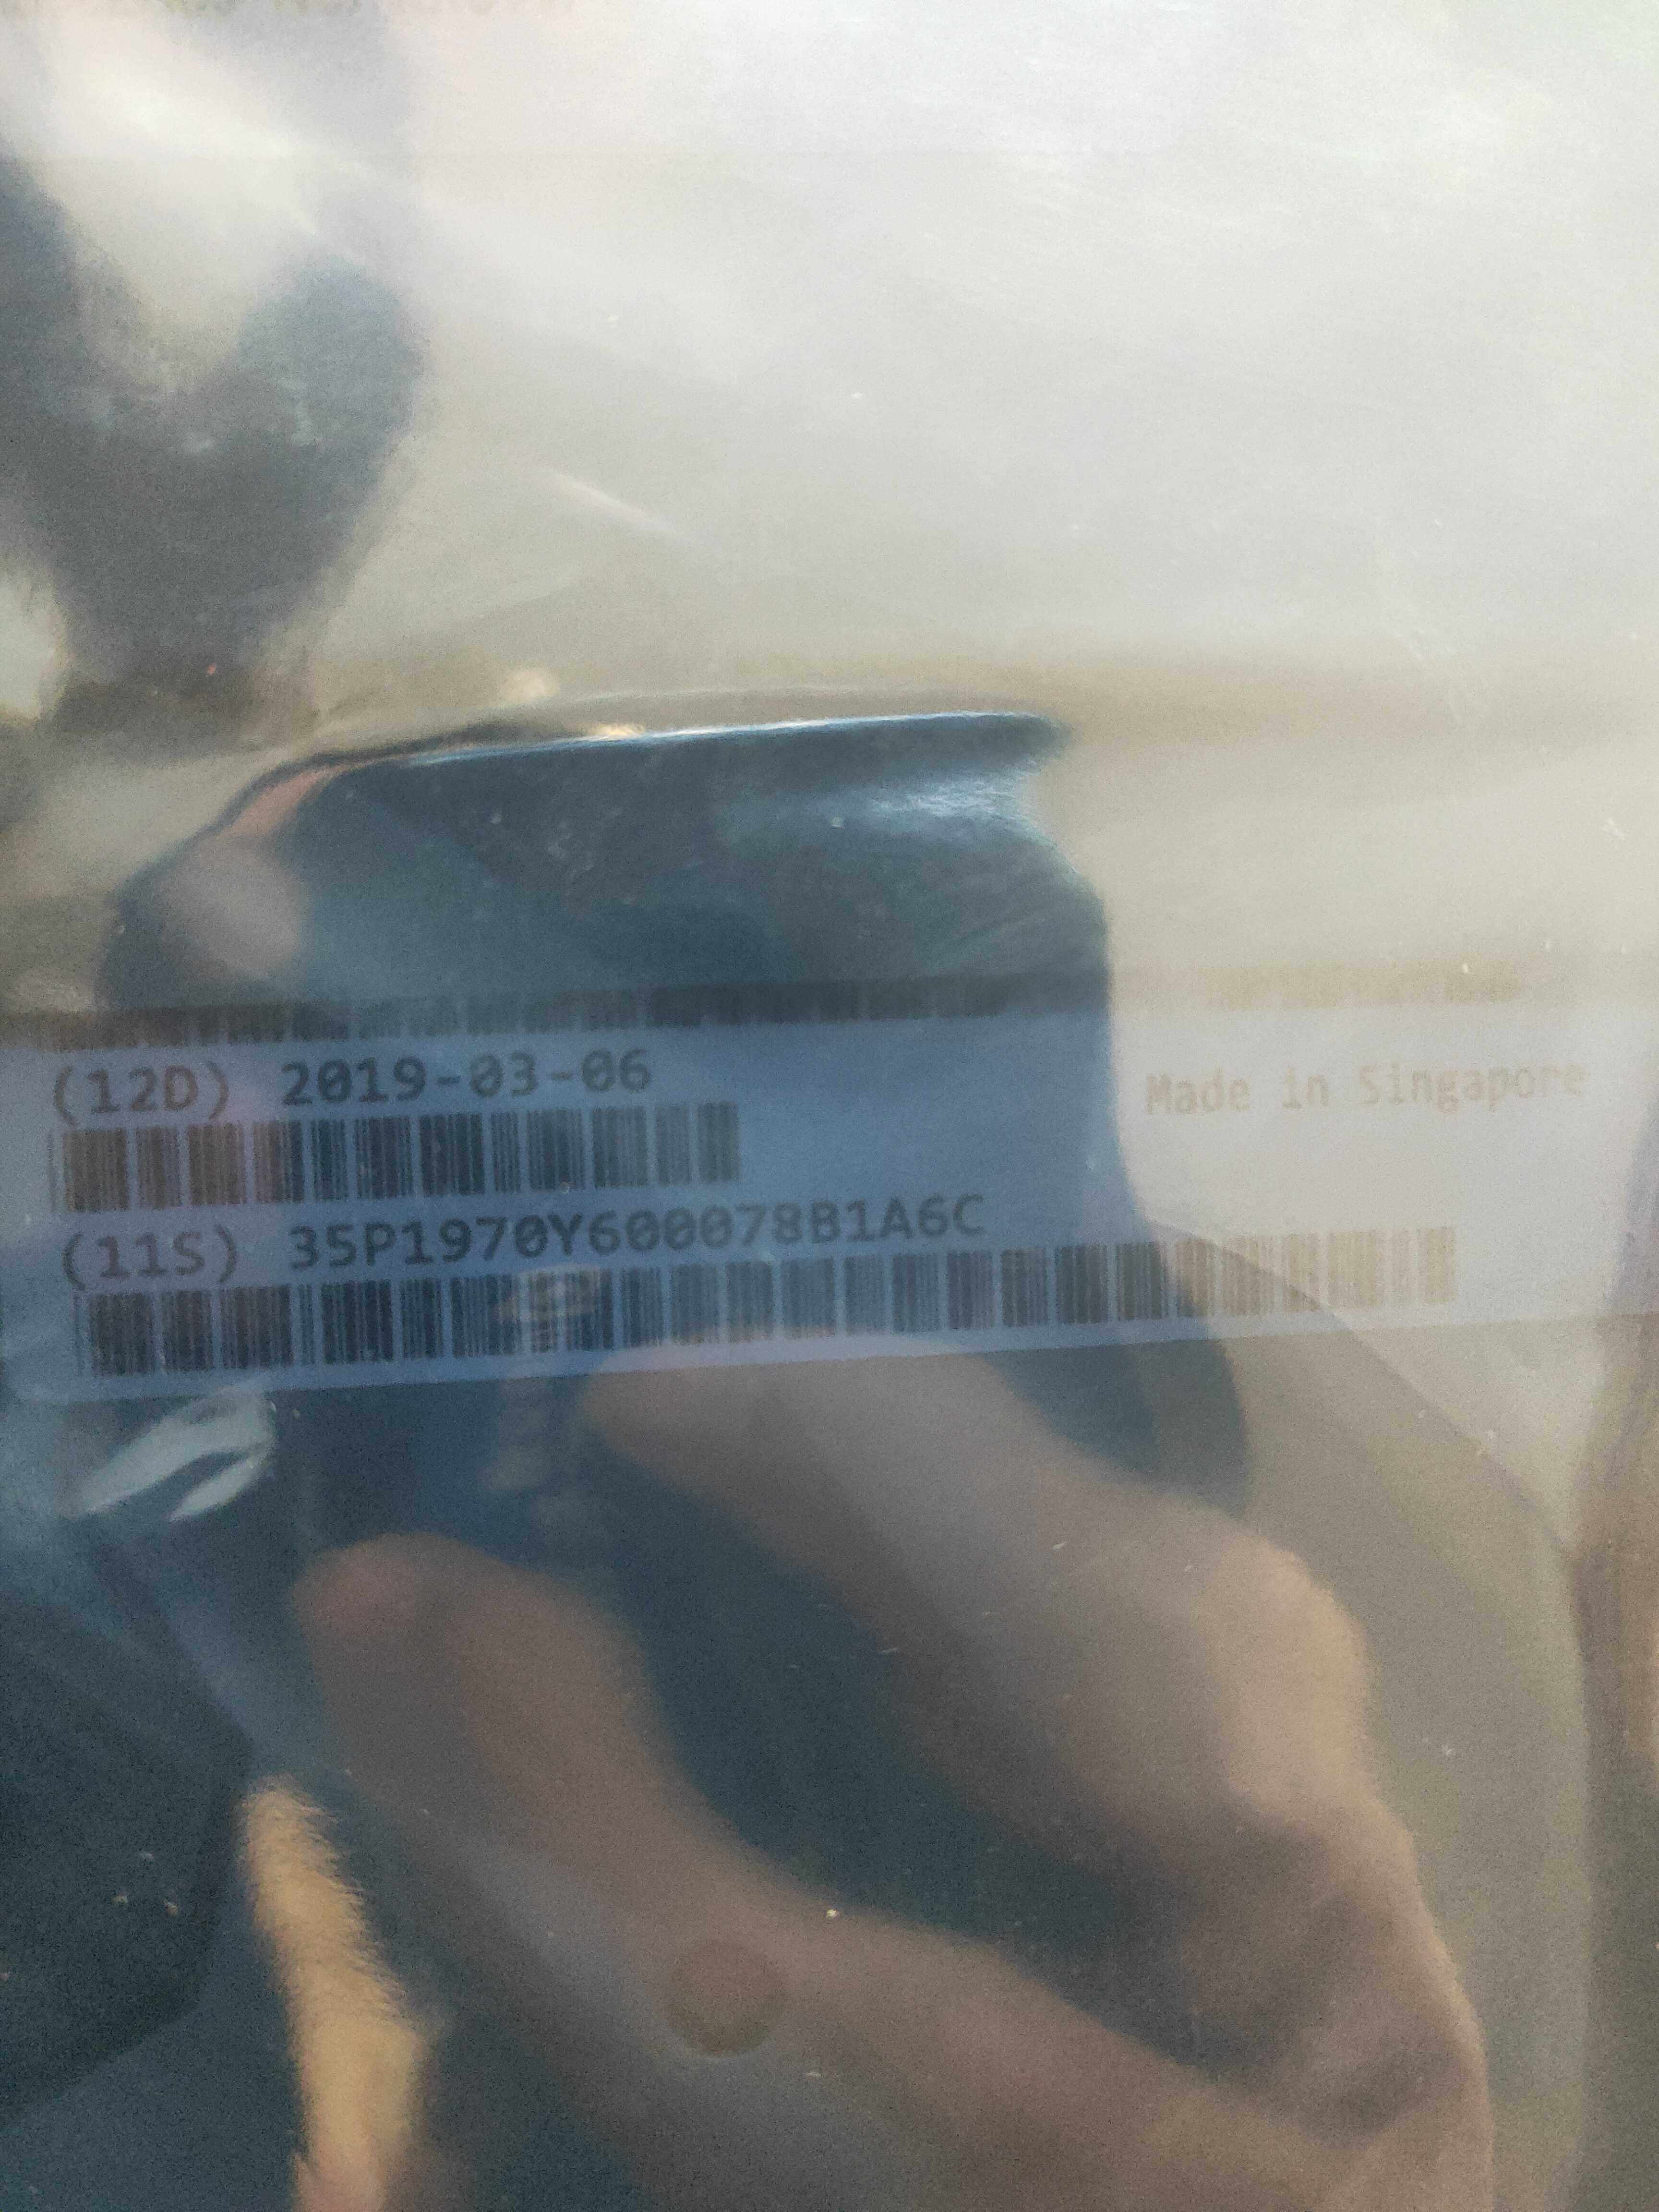 (12D) 2019-03-06
Made in Singapore
(11S) 35P1970Y600078B1A6C